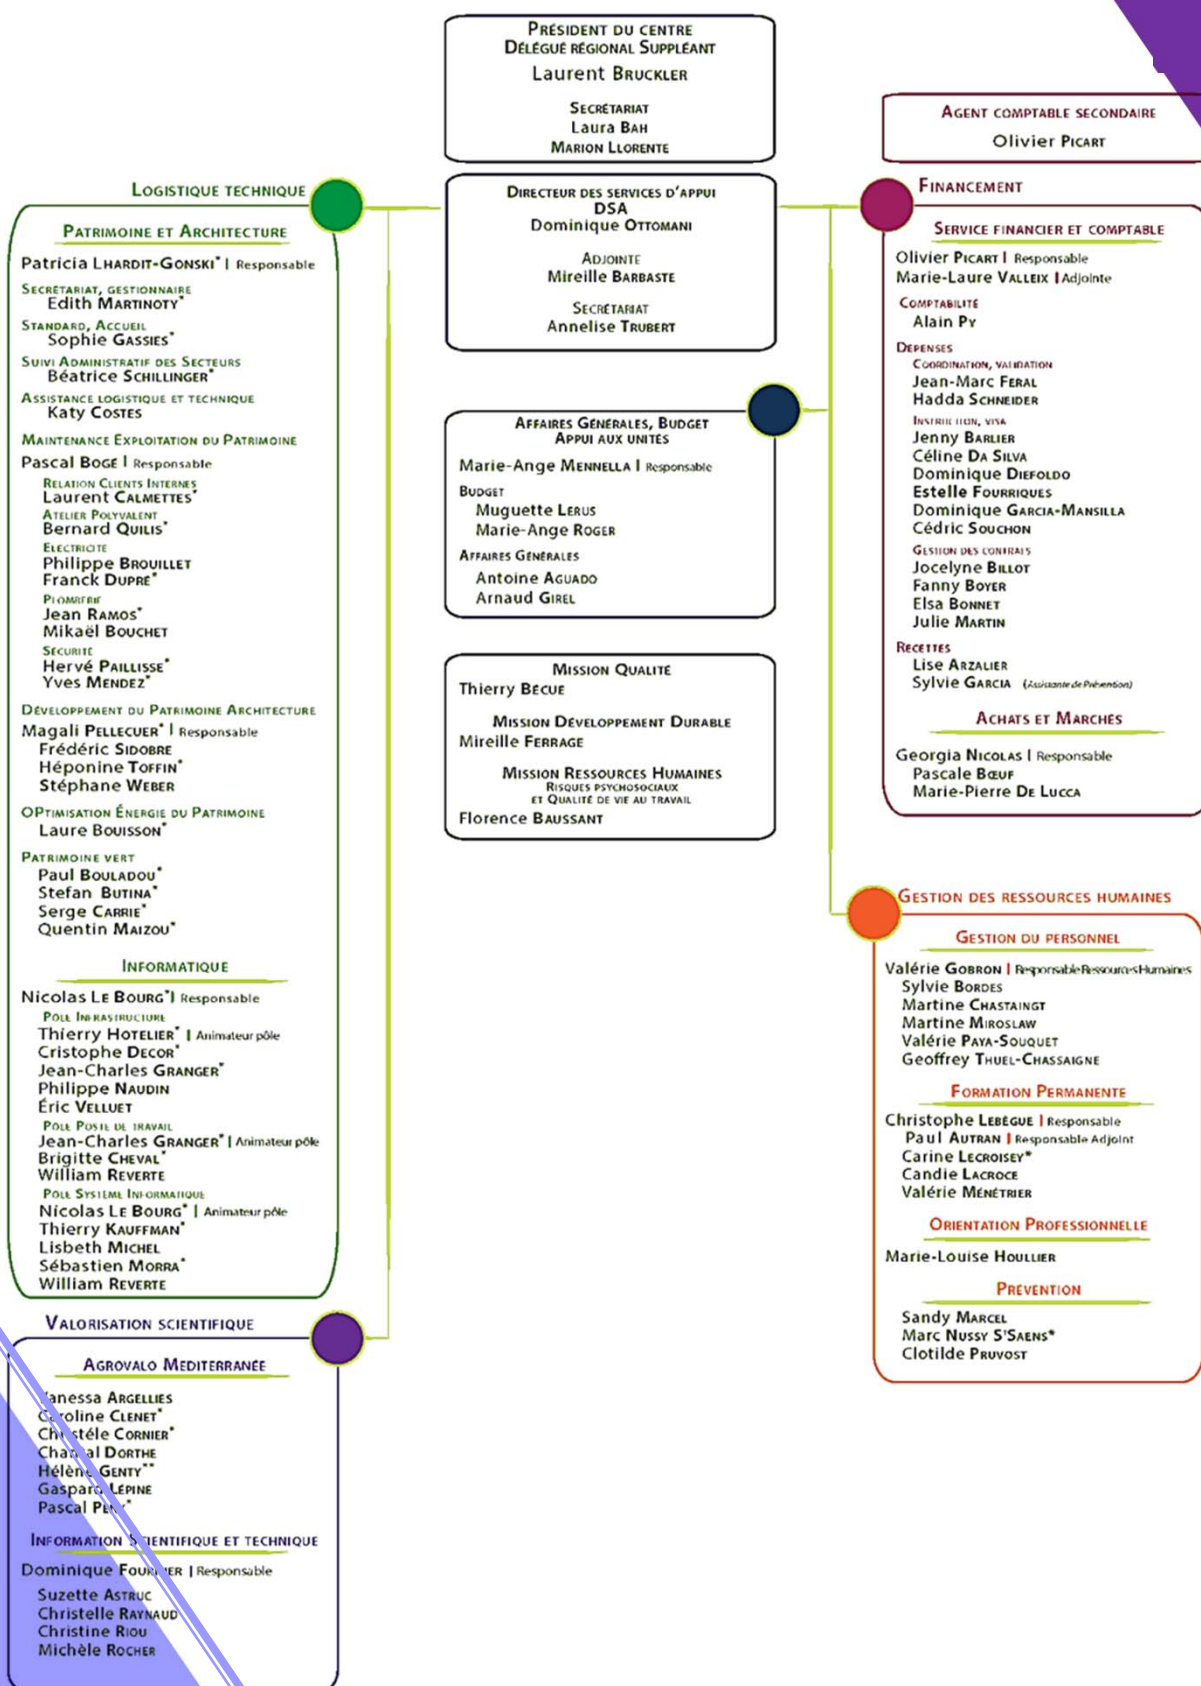 PRÉSIDENT DU CENTRE
DÉLÉGUÉ RÉGIONAL SUPPLÉANT
Laurent BRUCKLER
SECRÉTARIAT
Laura BAH
MARION LLORENTE
AGENT COMPTABLE SECONDAIRE
Olivier PICART
DIRECTEUR DES SERVICES D'APPUI
DSA
Dominique OTTOMANI
ADJOINTE
Mireille BARBASTE
SECRÉTARIAT
Annelise TRUBERT
AFFAIRES GÉNÉRALES, BUDGET
APPUI AUX UNITÉS
Marie-Ange MENNELLA | Responsable
BUDGET
Muguette LERUS
Marie-Ange ROGER
AFFAIRES GÉNÉRALES
Antoine AGUADO
Arnaud GIREL
MISSION QUALITÉ
Thierry BÉCUE
MISSION DÉVELOPPEMENT DURABLE
Mireille FERRAGE
MISSION RESSOURCES HUMAINES
RISQUES PSYCHOSOCIAUX
ET QUALITÉ DE VIE AU TRAVAIL
Florence BAUSSANT
LOGISTIQUE TECHNIQUE
PATRIMOINE ET ARCHITECTURE
Patricia LHARDIT-GONSKI* | Responsable
SECRÉTARIAT, GESTIONNAIRE
Edith MARTINOTY*
STANDARD, ACCUEIL
Sophie GASSIES*
SUIVI ADMINISTRATIF DES SECTEURS
Béatrice SCHILLINGER*
ASSISTANCE LOGISTIQUE ET TECHNIQUE
Katy COSTES
MAINTENANCE EXPLOITATION DU PATRIMOINE
Pascal BOGÉ | Responsable
RELATION CLIENTS INTERNES
Laurent CALMETTES*
ATELIER POLYVALENT
Bernard QUILIS*
ELECTRICITÉ
Philippe BROUILLET
Franck DUPRÉ*
PLOMBERIE
Jean RAMOS*
Mikaël BOUCHET
SÉCURITÉ
Hervé PAILLISSE*
Yves MENDEZ*
DÉVELOPPEMENT DU PATRIMOINE ARCHITECTURE
Magali PELLECUER* | Responsable
Frédéric SIDOBRE
Héponine TOFFIN*
Stéphane WEBER
OPTIMISATION ÉNERGIE DU PATRIMOINE
Laure BOUISSON*
PATRIMOINE VERT
Paul BOULADOU*
Stefan BUTINA*
Serge CARRIE*
Quentin MAIZOU*
INFORMATIQUE
Nicolas LE BOURG*| Responsable
PÔLE INFRASTRUCTURE
Thierry HOTELIER* | Animateur pôle
Cristophe DECOR*
Jean-Charles GRANGER*
Philippe NAUDIN
Éric VELLUET
PÔLE POSTE DE TRAVAIL
Jean-Charles GRANGER* | Animateur pôle
Brigitte CHEVAL*
William REVERTE
PÔLE SYSTÈME INFORMATIQUE
Nicolas LE BOURG* | Animateur pôle
Thierry KAUFFMAN*
Lisbeth MICHEL
Sébastien MORRA*
William REVERTE
VALORISATION SCIENTIFIQUE
AGROVALO MEDITERRANÉE
Vanessa ARGELLIES
Caroline CLENET*
Christéle CORNIER*
Chantal DORTHE
Hélène GENTY**
Gaspard LÉPINE
Pascal
INFORMATION SCIENTIFIQUE ET TECHNIQUE
Dominique FOURNIER | Responsable
Suzette ASTRUC
Christelle RAYNAUD
Christine RIOU
Michèle ROCHER
FINANCEMENT
SERVICE FINANCIER ET COMPTABLE
Olivier PICART | Responsable
Marie-Laure VALLEIX | Adjointe
COMPTABILITÉ
Alain PY
DÉPENSES
COORDINATION, VALIDATION
Jean-Marc FERAL
Hadda SCHNEIDER
INSTRUCTION, VISA
Jenny BARLIER
Céline DA SILVA
Dominique DIEFOLDO
Estelle FOURRIQUES
Dominique GARCIA-MANSILLA
Cédric SOUCHON
GESTION DES CONTRATS
Jocelyne BILLOT
Fanny BOYER
Elsa BONNET
Julie MARTIN
RECETTES
Lise ARZALIER
Sylvie GARCIA (Assistante de Prévention)
ACHATS ET MARCHÉS
Georgia NICOLAS | Responsable
Pascale BŒUF
Marie-Pierre DE LUCCA
GESTION DES RESSOURCES HUMAINES
GESTION DU PERSONNEL
Valérie GOBRON | Responsable Ressources Humaines
Sylvie BORDES
Martine CHASTAINGT
Martine MIROSLAW
Valérie PAYA-SOUQUET
Geoffrey THUEL-CHASSAIGNE
FORMATION PERMANENTE
Christophe LEBÈGUE | Responsable
Paul AUTRAN | Responsable Adjoint
Carine LECROISEY*
Candie LACROCE
Valérie MÉNÉTRIER
ORIENTATION PROFESSIONNELLE
Marie-Louise HOULLIER
PRÉVENTION
Sandy MARCEL
Marc NUSSY S'SAENS*
Clotilde PRUVOST